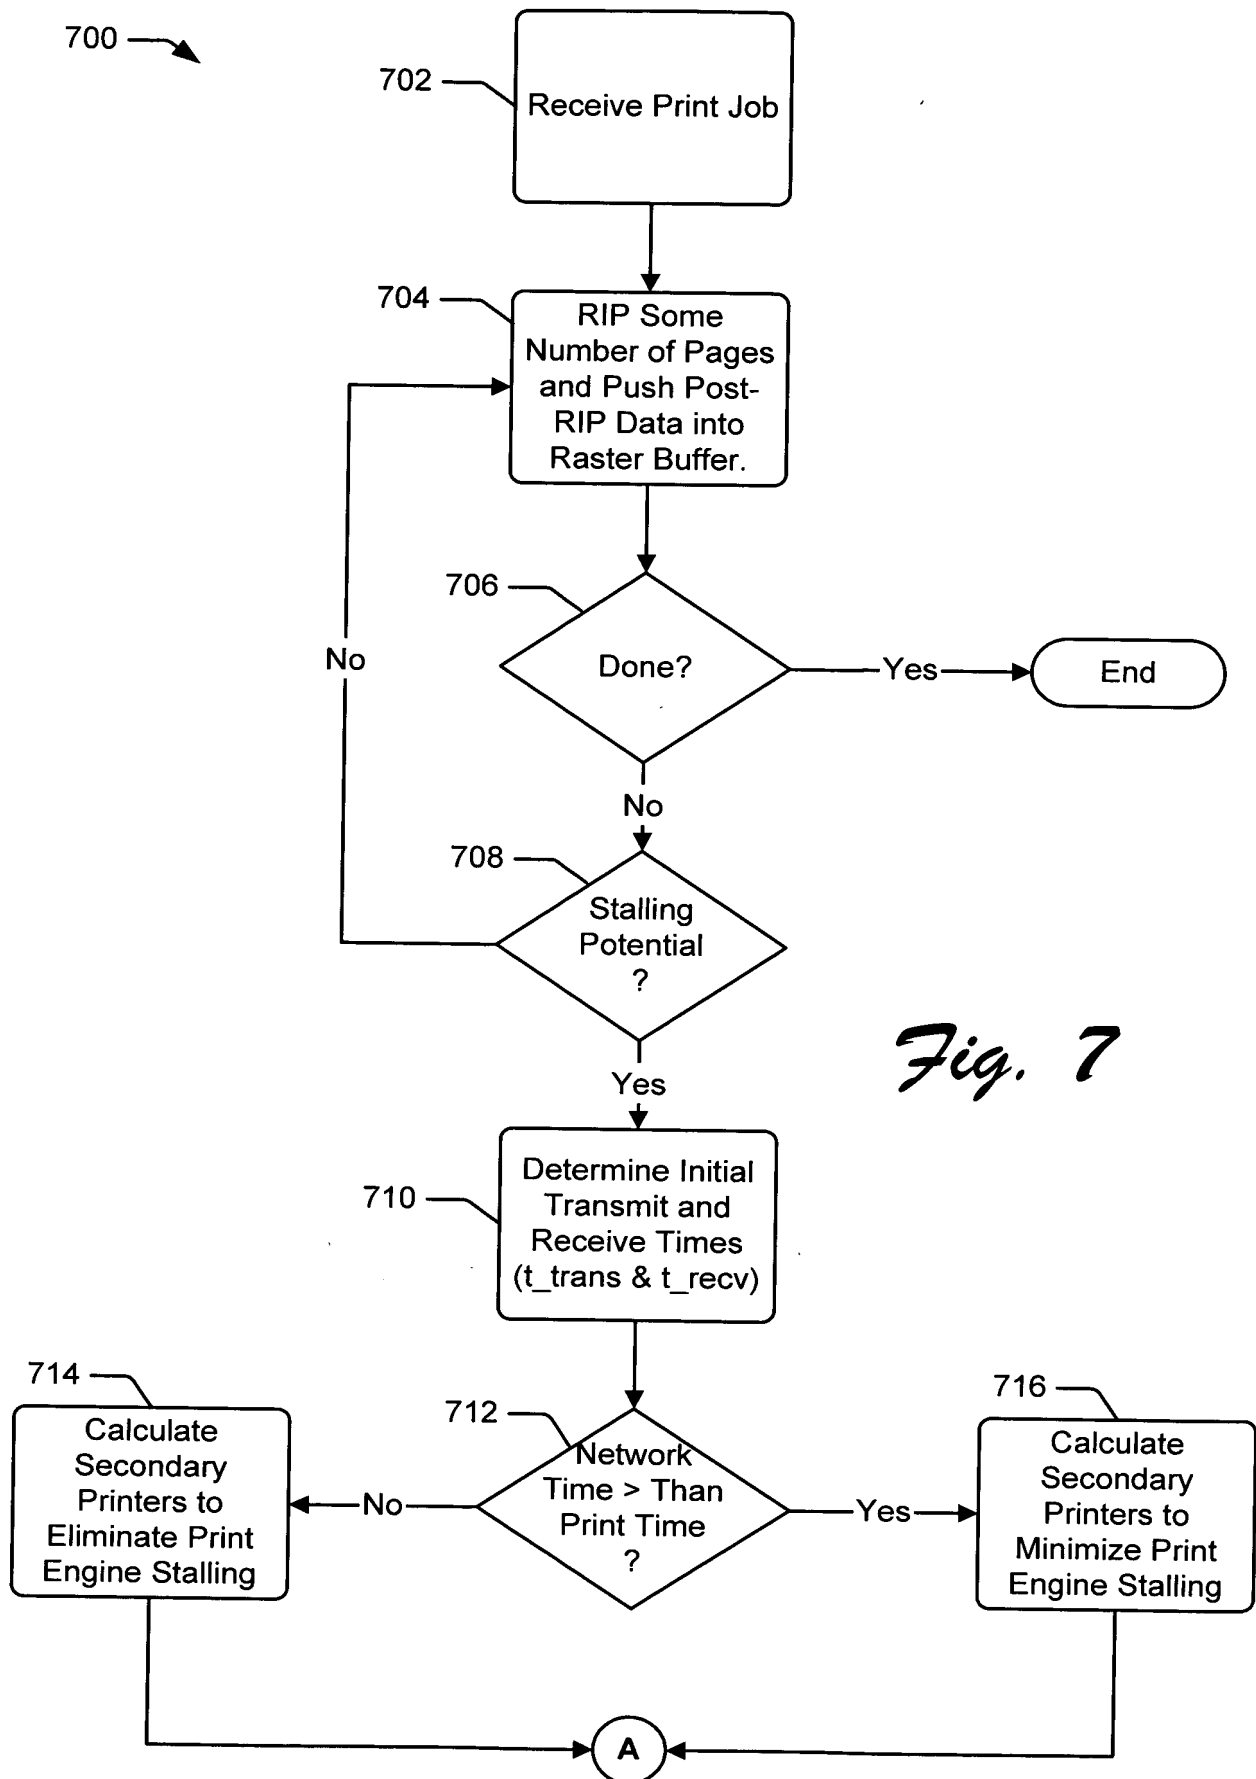 700
702
Receive Print Job
704
RIP Some
Number of Pages
and Push Post-
RIP Data into
Raster Buffer.
706
Done?
Yes
End
No
No
708
Stalling
Potential
?
Fig. 7
Yes
710
Determine Initial
Transmit and
Receive Times
(t_trans & t_recv)
714
Calculate
Secondary
Printers to
Eliminate Print
Engine Stalling
No
712
Network
Time > Than
Print Time
?
Yes
716
Calculate
Secondary
Printers to
Minimize Print
Engine Stalling
A